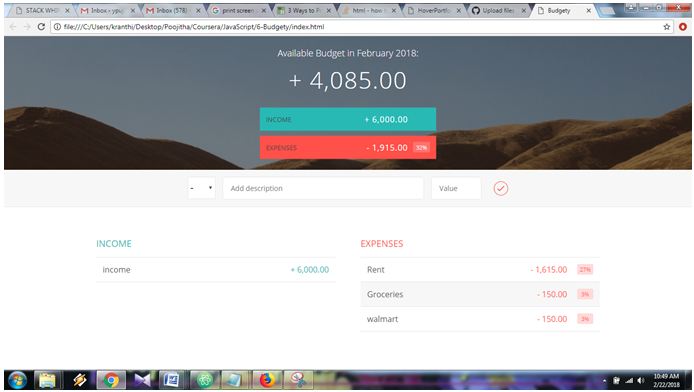 STACK WHI
Inbox - ypu
Inbox (578)
print screen
3 Ways to P
html - how
HoverPortfo
Upload files
Budgety
file:///C:/Users/kranthi/Desktop/Poojitha/Coursera/JavaScript/6-Budgety/index.html
Available Budget in February 2018:
+ 4,085.00
INCOME + 6,000.00
EXPENSES - 1,915.00 32%
- Add description Value
INCOME
income + 6,000.00
EXPENSES
Rent - 1,615.00 27%
Groceries - 150.00 3%
walmart - 150.00 3%
10:49 AM
2/22/2018